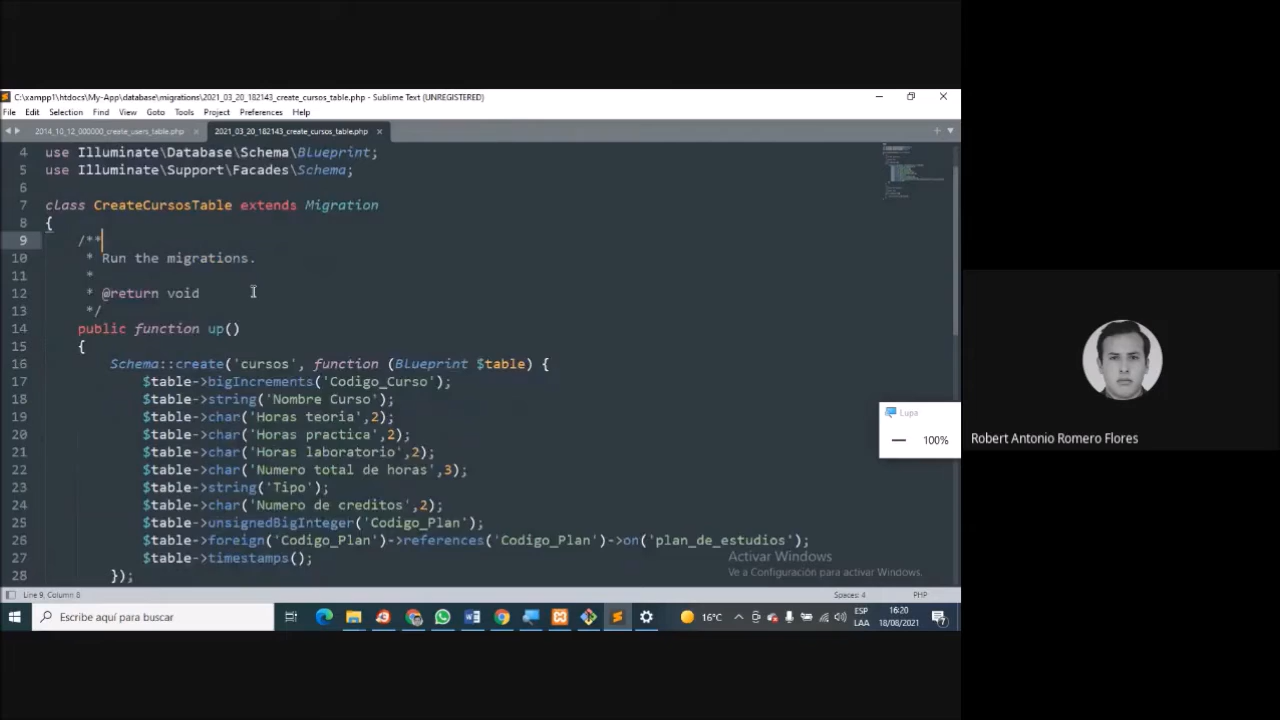 C:\xampp1\htdocs\My-App\database\migrations\2021_03_20_182143_create_cursos_table.php - Sublime Text (UNREGISTERED)
File Edit Selection Find View Goto Tools Project Preferences Help
2014_10_12_000000_create_users_table.php × 2021_03_20_182143_create_cursos_table.php ×
4 use Illuminate\Database\Schema\Blueprint;
5 use Illuminate\Support\Facades\Schema;
6
7 class CreateCursosTable extends Migration
8 {
9 /**
10 * Run the migrations.
11 *
12 * @return void
13 */
14 public function up()
15 {
16 Schema::create('cursos', function (Blueprint $table) {
17 $table->bigIncrements('Codigo_Curso');
18 $table->string('Nombre Curso');
19 $table->char('Horas teoria',2);
20 $table->char('Horas practica',2);
21 $table->char('Horas laboratorio',2);
22 $table->char('Numero total de horas',3);
23 $table->string('Tipo');
24 $table->char('Numero de creditos',2);
25 $table->unsignedBigInteger('Codigo_Plan');
26 $table->foreign('Codigo_Plan')->references('Codigo_Plan')->on('plan_de_estudios');
27 $table->timestamps();
28 });
Lupa
100%
Robert Antonio Romero Flores
Activar Windows
Ve a Configuración para activar Windows.
Line 9, Column 8 Spaces: 4 PHP
Escribe aquí para buscar
16°C
ESP
LAA
16:20
18/08/2021
7